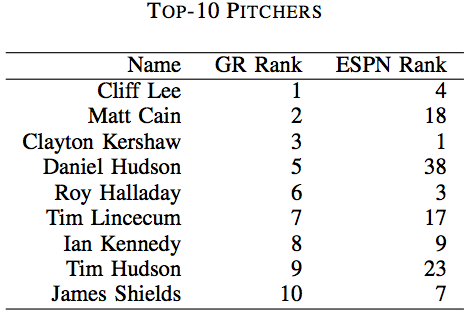 TOP-10 PITCHERS
Name GR Rank ESPN Rank
Cliff Lee 1 4
Matt Cain 2 18
Clayton Kershaw 3 1
Daniel Hudson 5 38
Roy Halladay 6 3
Tim Lincecum 7 17
Ian Kennedy 8 9
Tim Hudson 9 23
James Shields 10 7